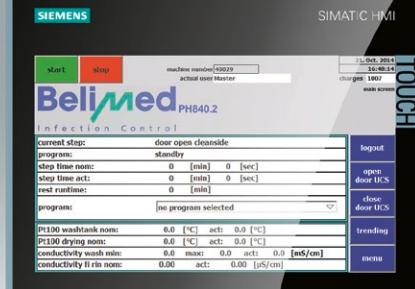 SIEMENS SIMATIC HMI
TOUCH
start stop machine number 43029 21. Oct. 2014
actual user Master 16:40:14
charges 1007
main screen
Belimed PH840.2
Infection Control
current step: door open cleanside
program: standby
step time nom: 0 [min] 0 [sec]
step time act: 0 [min] 0 [sec]
rest runtime: 0 [min]
program: no program selected
Pt100 washtank nom: 0.0 [°C] act: 0.0 [°C]
Pt100 drying nom: 0.0 [°C] act: 0.0 [°C]
conductivity wash min: 0.0 max: 0.0 act: 0.0 [mS/cm]
conductivity fi rin nom: 0.00 act: 0.00 [µS/cm]
logout
open
door UCS
close
door UCS
trending
menu